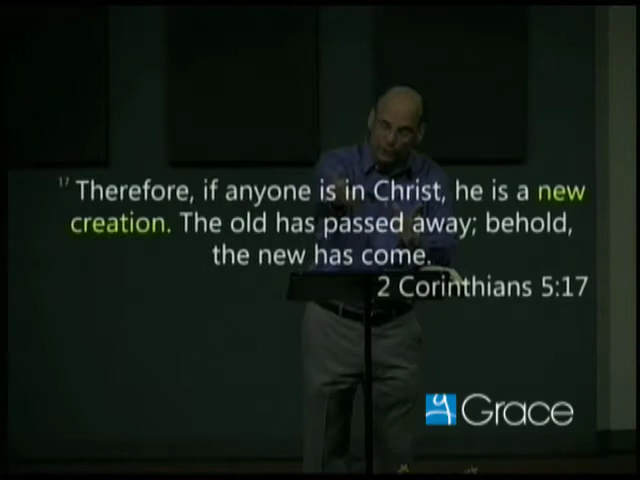 17 Therefore, if anyone is in Christ, he is a new
creation. The old has passed away; behold,
the new has come.
2 Corinthians 5:17
Grace